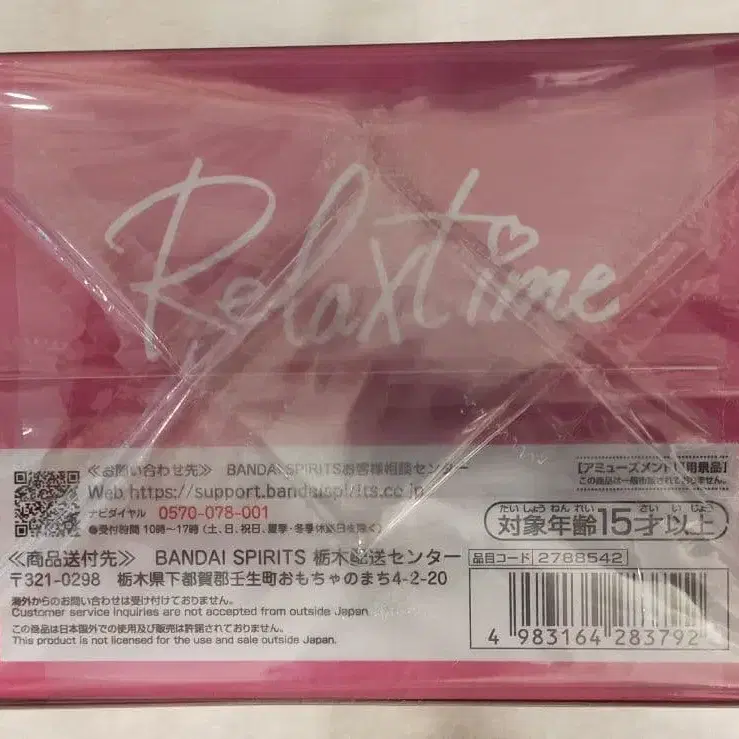 Relax time
≪お問い合わせ先≫ BANDAI SPIRITSお客様相談センター
Web https://support.bandaispirits.co.jp
ナビダイヤル 0570-078-001
●受付時間 10時〜17時 (土、日、祝日、夏季・冬季休業日を除く)
【アミューズメント専用景品】
この商品は一般市販されておりません。
たい しょう ねん れい さい い じょう
対象年齢15才以上
≪商品送付先≫ BANDAI SPIRITS 栃木配送センター
〒321-0298 栃木県下都賀郡壬生町おもちゃのまち4-2-20
品目コード 2788542
海外からのお問い合わせは受け付けておりません。
Customer service inquiries are not accepted from outside Japan.
この商品は日本国外での使用及び販売は許諾されておりません。
This product is not licensed for the use and sale outside Japan.
4 983164 283792